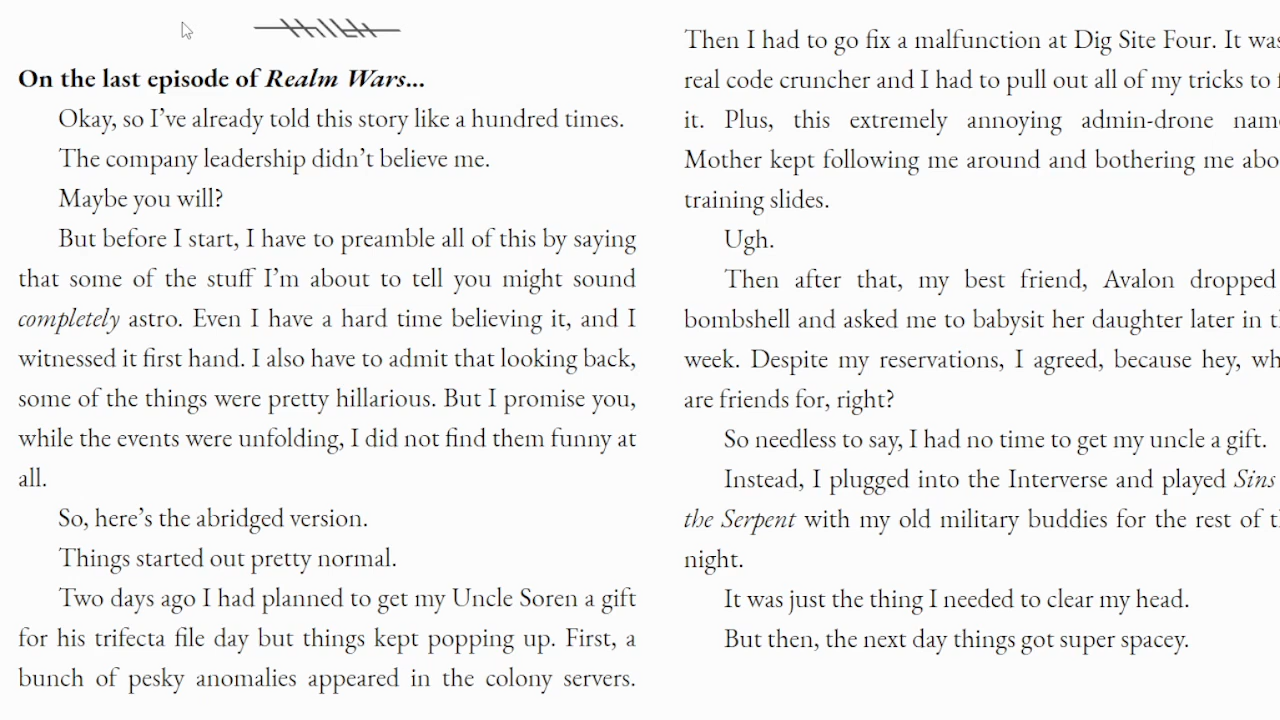 On the last episode of Realm Wars...
Okay, so I've already told this story like a hundred times.
The company leadership didn't believe me.
Maybe you will?
But before I start, I have to preamble all of this by saying
that some of the stuff I'm about to tell you might sound
completely astro. Even I have a hard time believing it, and I
witnessed it first hand. I also have to admit that looking back,
some of the things were pretty hillarious. But I promise you,
while the events were unfolding, I did not find them funny at
all.
So, here's the abridged version.
Things started out pretty normal.
Two days ago I had planned to get my Uncle Soren a gift
for his trifecta file day but things kept popping up. First, a
bunch of pesky anomalies appeared in the colony servers.
Then I had to go fix a malfunction at Dig Site Four. It was
real code cruncher and I had to pull out all of my tricks to
it. Plus, this extremely annoying admin-drone
Mother kept following me around and bothering me
training slides.
Ugh.
Then after that, my best friend, Avalon dropped
bombshell and asked me to babysit her daughter later in
week. Despite my reservations, I agreed, because hey,
are friends for, right?
So needless to say, I had no time to get my uncle a gift.
Instead, I plugged into the Interverse and played Sins
the Serpent with my old military buddies for the rest of
night.
It was just the thing I needed to clear my head.
But then, the next day things got super spacey.